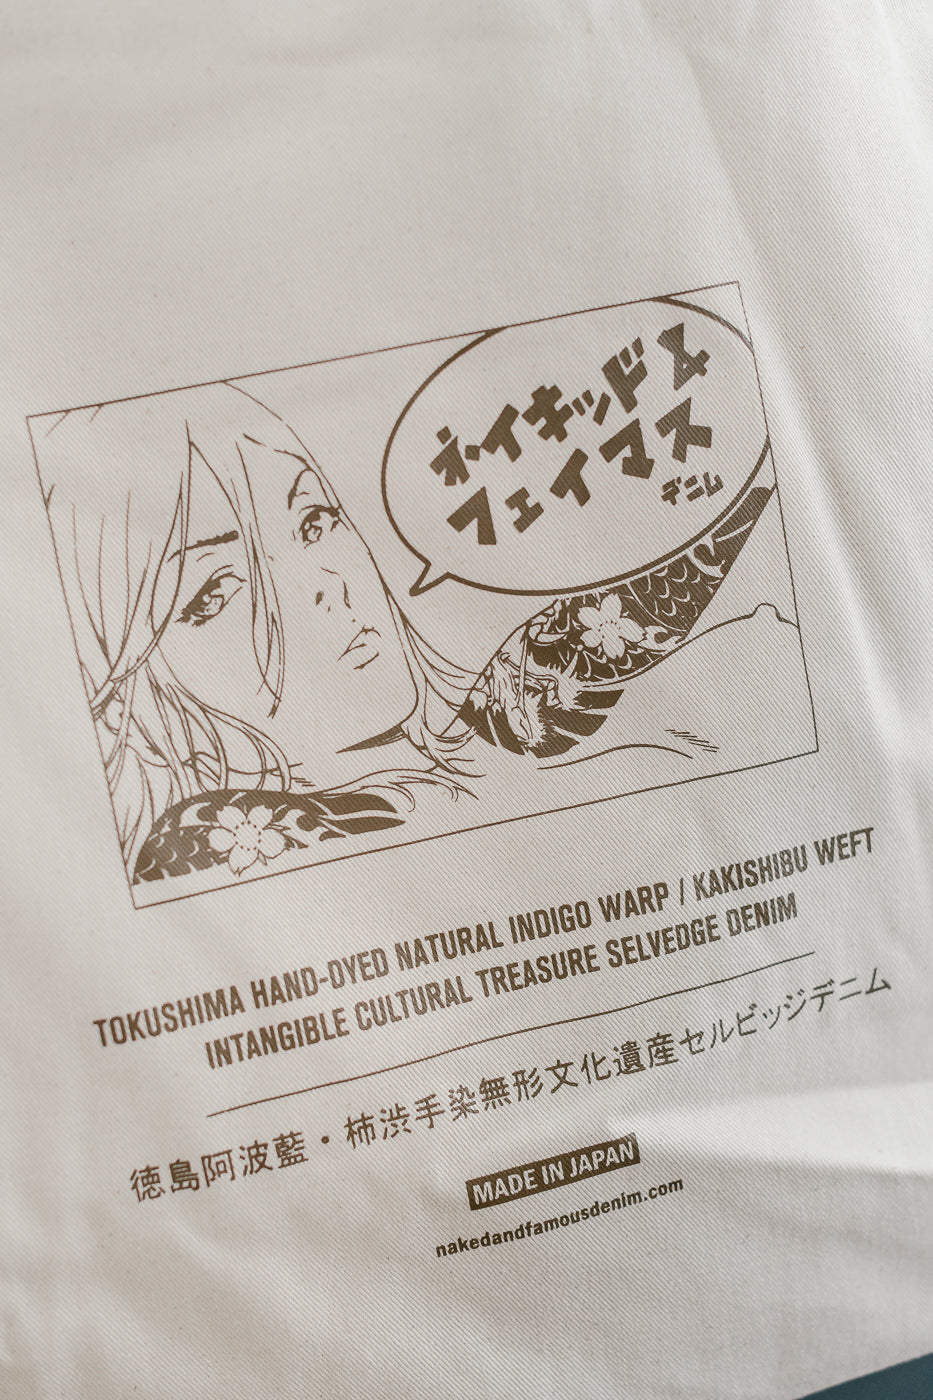 ネイキッド&
フェイマス
デニム
TOKUSHIMA HAND-DYED NATURAL INDIGO WARP / KAKISHIBU WEFT
INTANGIBLE CULTURAL TREASURE SELVEDGE DENIM
徳島阿波藍・柿渋手染無形文化遺産セルビッジデニム
MADE IN JAPAN
nakedandfamousdenim.com